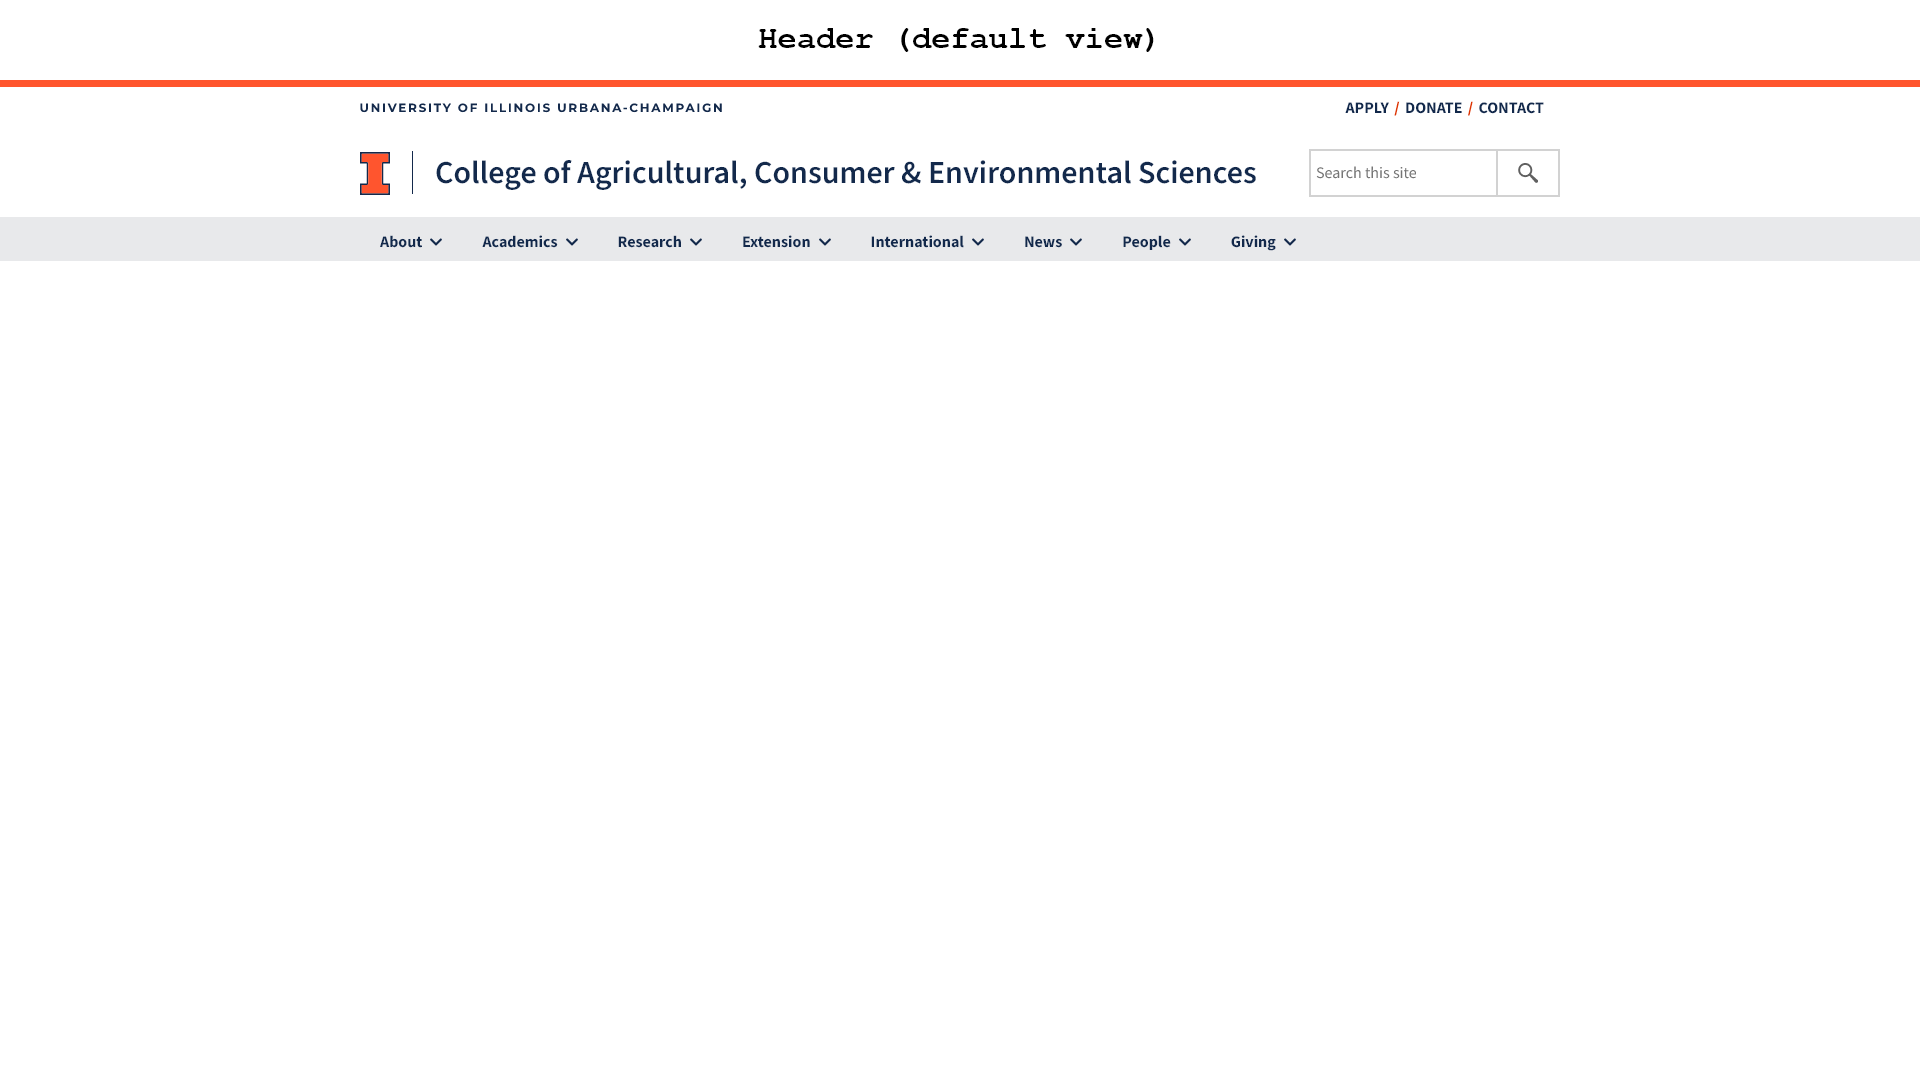 Header (default view)
UNIVERSITY OF ILLINOIS URBANA-CHAMPAIGN
APPLY / DONATE / CONTACT
I
College of Agricultural, Consumer & Environmental Sciences
Search this site
About Academics Research Extension International News People Giving